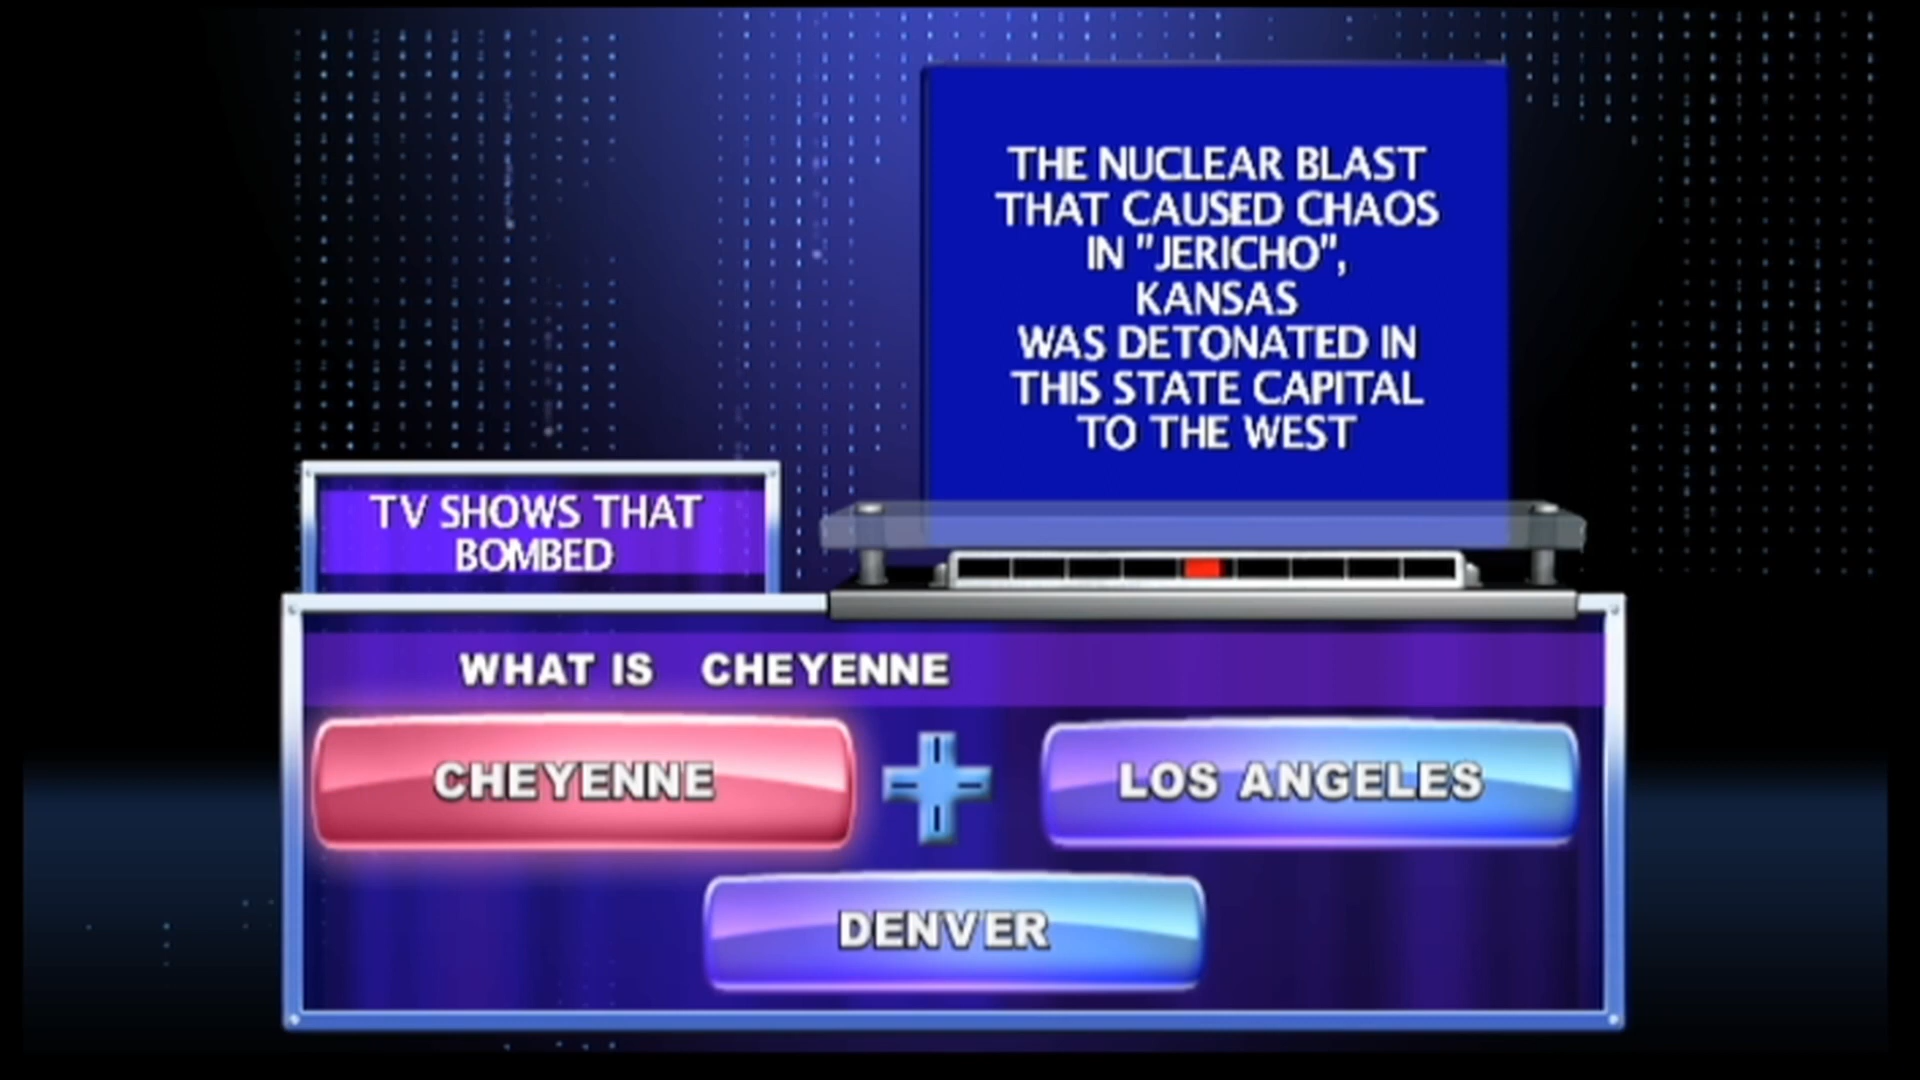 THE NUCLEAR BLAST
THAT CAUSED CHAOS
IN "JERICHO",
KANSAS
WAS DETONATED IN
THIS STATE CAPITAL
TO THE WEST
TV SHOWS THAT
BOMBED
WHAT IS CHEYENNE
CHEYENNE
LOS ANGELES
DENVER